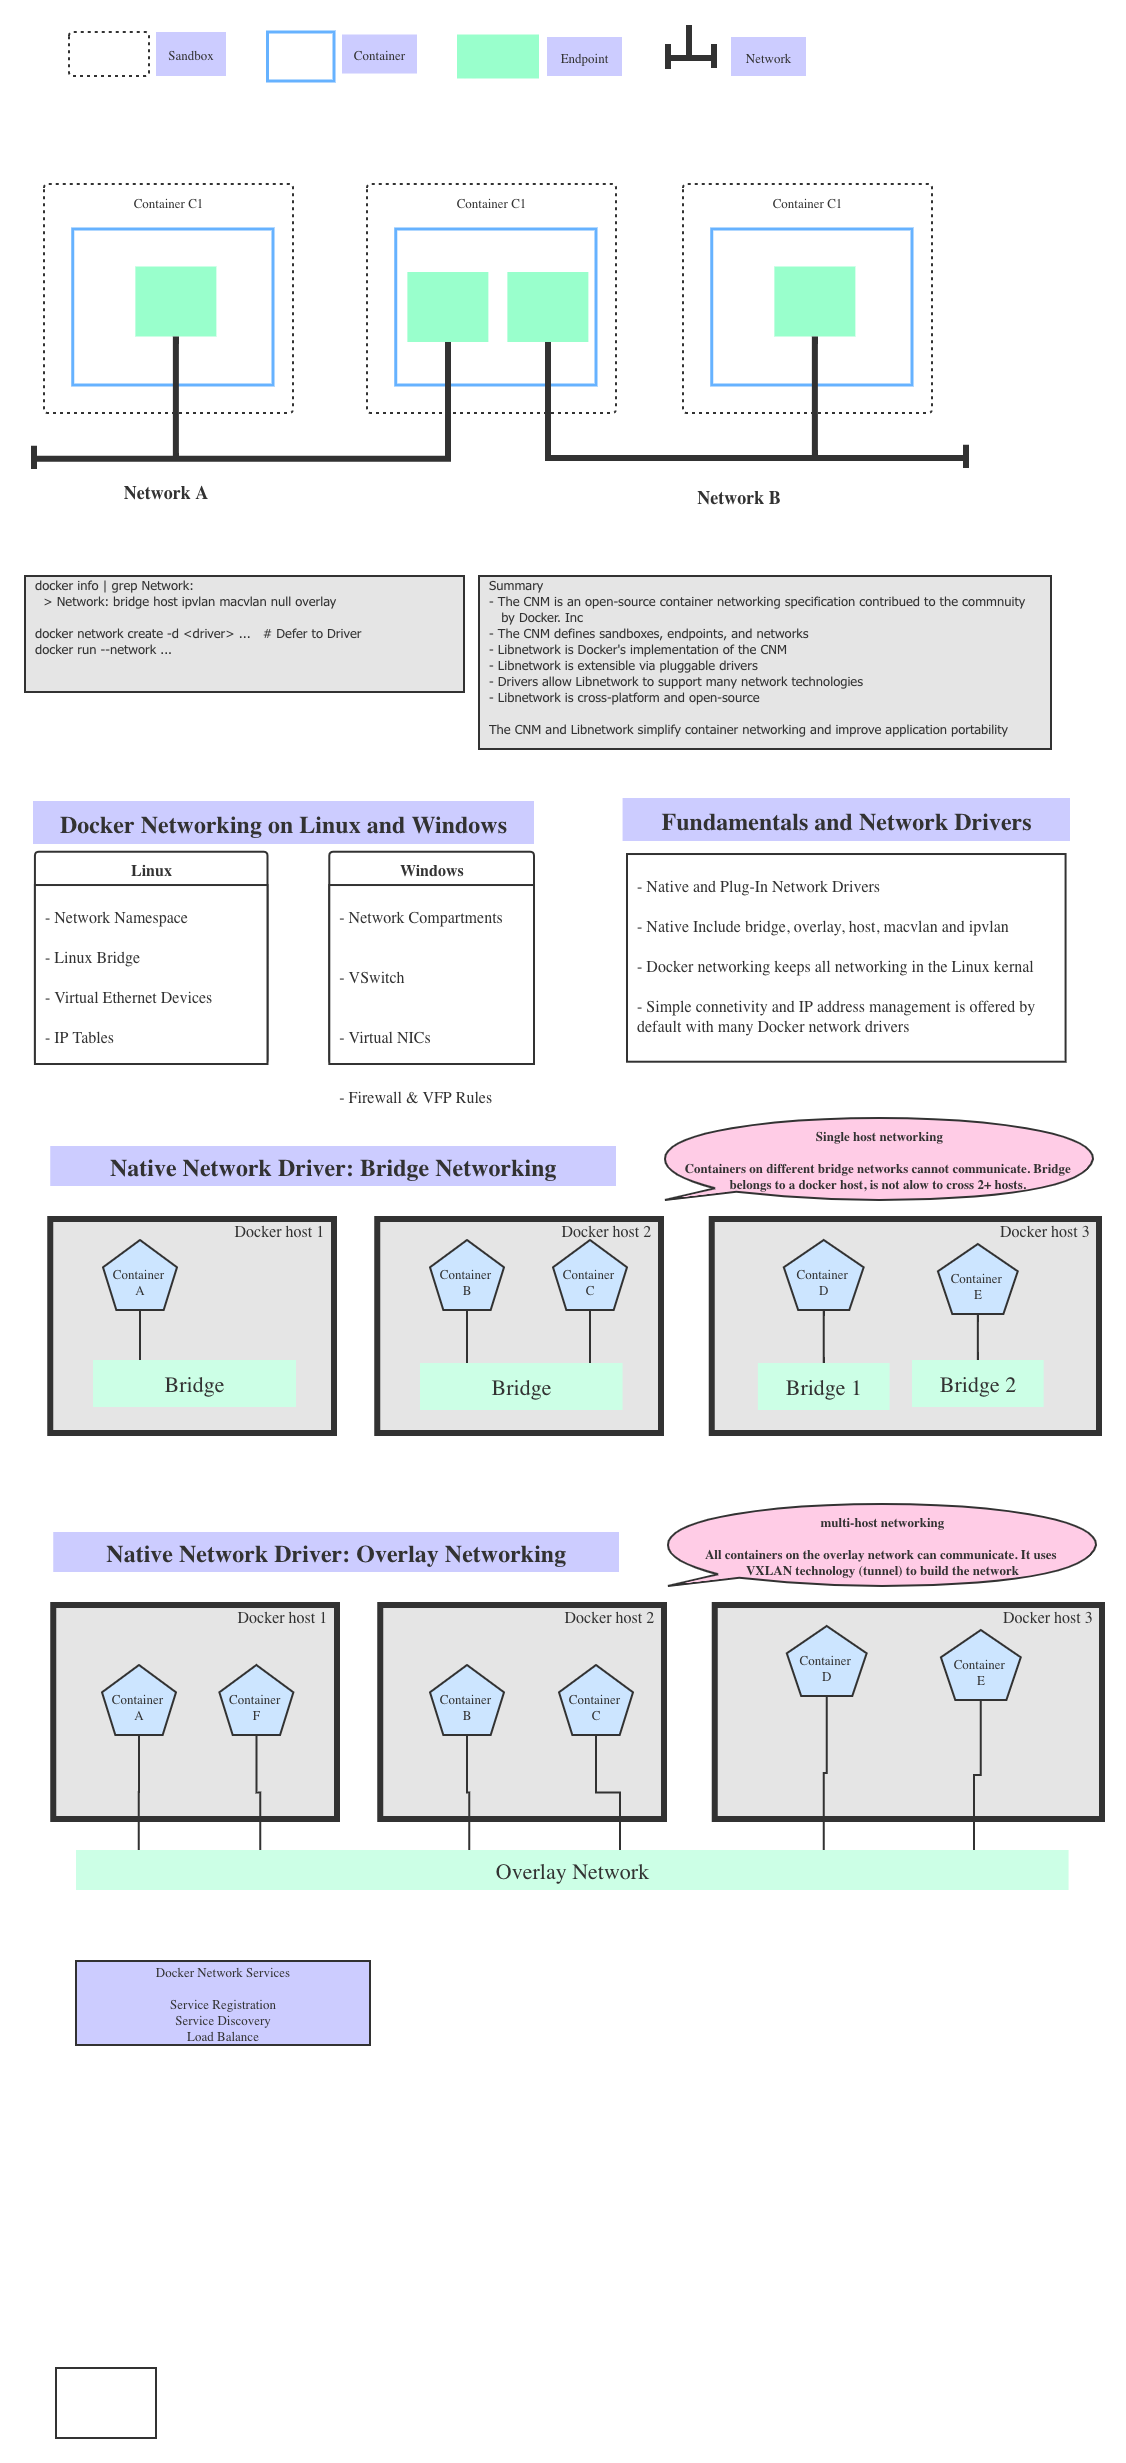 Sandbox
Container
Endpoint
Network
Container C1
Container C1
Container C1
Network A
Network B
docker info | grep Network:
> Network: bridge host ipvlan macvlan null overlay
docker network create -d <driver> ...   # Defer to Driver
docker run --network ...
Summary
- The CNM is an open-source container networking specification contribued to the commnuity
by Docker. Inc
- The CNM defines sandboxes, endpoints, and networks
- Libnetwork is Docker's implementation of the CNM
- Libnetwork is extensible via pluggable drivers
- Drivers allow Libnetwork to support many network technologies
- Libnetwork is cross-platform and open-source
The CNM and Libnetwork simplify container networking and improve application portability
Docker Networking on Linux and Windows
Linux
- Network Namespace
- Linux Bridge
- Virtual Ethernet Devices
- IP Tables
Windows
- Network Compartments
- VSwitch
- Virtual NICs
- Firewall & VFP Rules
Fundamentals and Network Drivers
- Native and Plug-In Network Drivers
- Native Include bridge, overlay, host, macvlan and ipvlan
- Docker networking keeps all networking in the Linux kernal
- Simple connetivity and IP address management is offered by
default with many Docker network drivers
Native Network Driver: Bridge Networking
Single host networking
Containers on different bridge networks cannot communicate. Bridge
belongs to a docker host, is not alow to cross 2+ hosts.
Docker host 1
Container
A
Bridge
Docker host 2
Container
B
Container
C
Bridge
Docker host 3
Container
D
Container
E
Bridge 1
Bridge 2
Native Network Driver: Overlay Networking
multi-host networking
All containers on the overlay network can communicate. It uses
VXLAN technology (tunnel) to build the network
Docker host 1
Container
A
Container
F
Docker host 2
Container
B
Container
C
Docker host 3
Container
D
Container
E
Overlay Network
Docker Network Services
Service Registration
Service Discovery
Load Balance